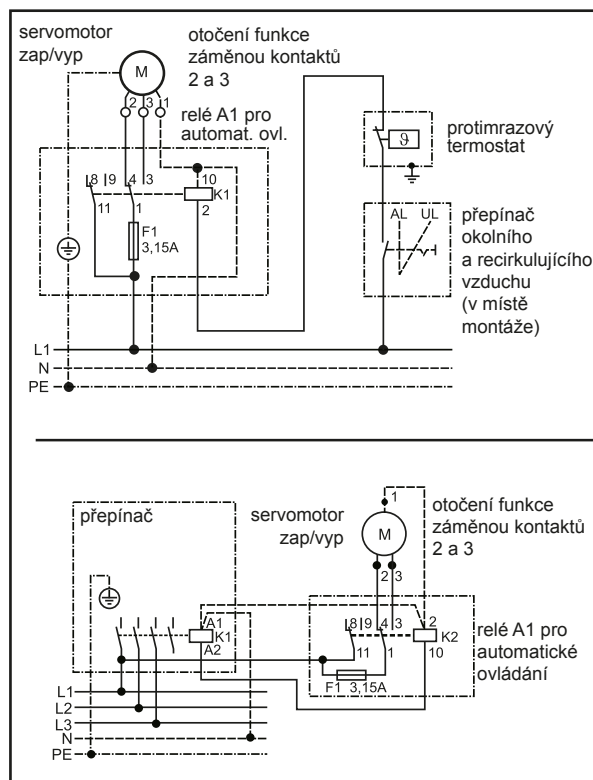 servomotor
zap/vyp
otočení funkce
záměnou kontaktů
2 a 3
M
2 3 1
relé A1 pro
automat. ovl.
8 9 4 3 10
K1
11 1 2
F1
3,15A
protimrazový
termostat
ϑ
AL UL
přepínač
okolního
a recirkulujícího
vzduchu
(v místě
montáže)
L1
N
PE
přepínač
servomotor
zap/vyp
1
otočení funkce
záměnou kontaktů
2 a 3
M
2 3
A1
K1
A2
8 9 4 3 2
K2
11 1 10
F1 3,15A
relé A1 pro
automatické
ovládání
L1
L2
L3
N
PE